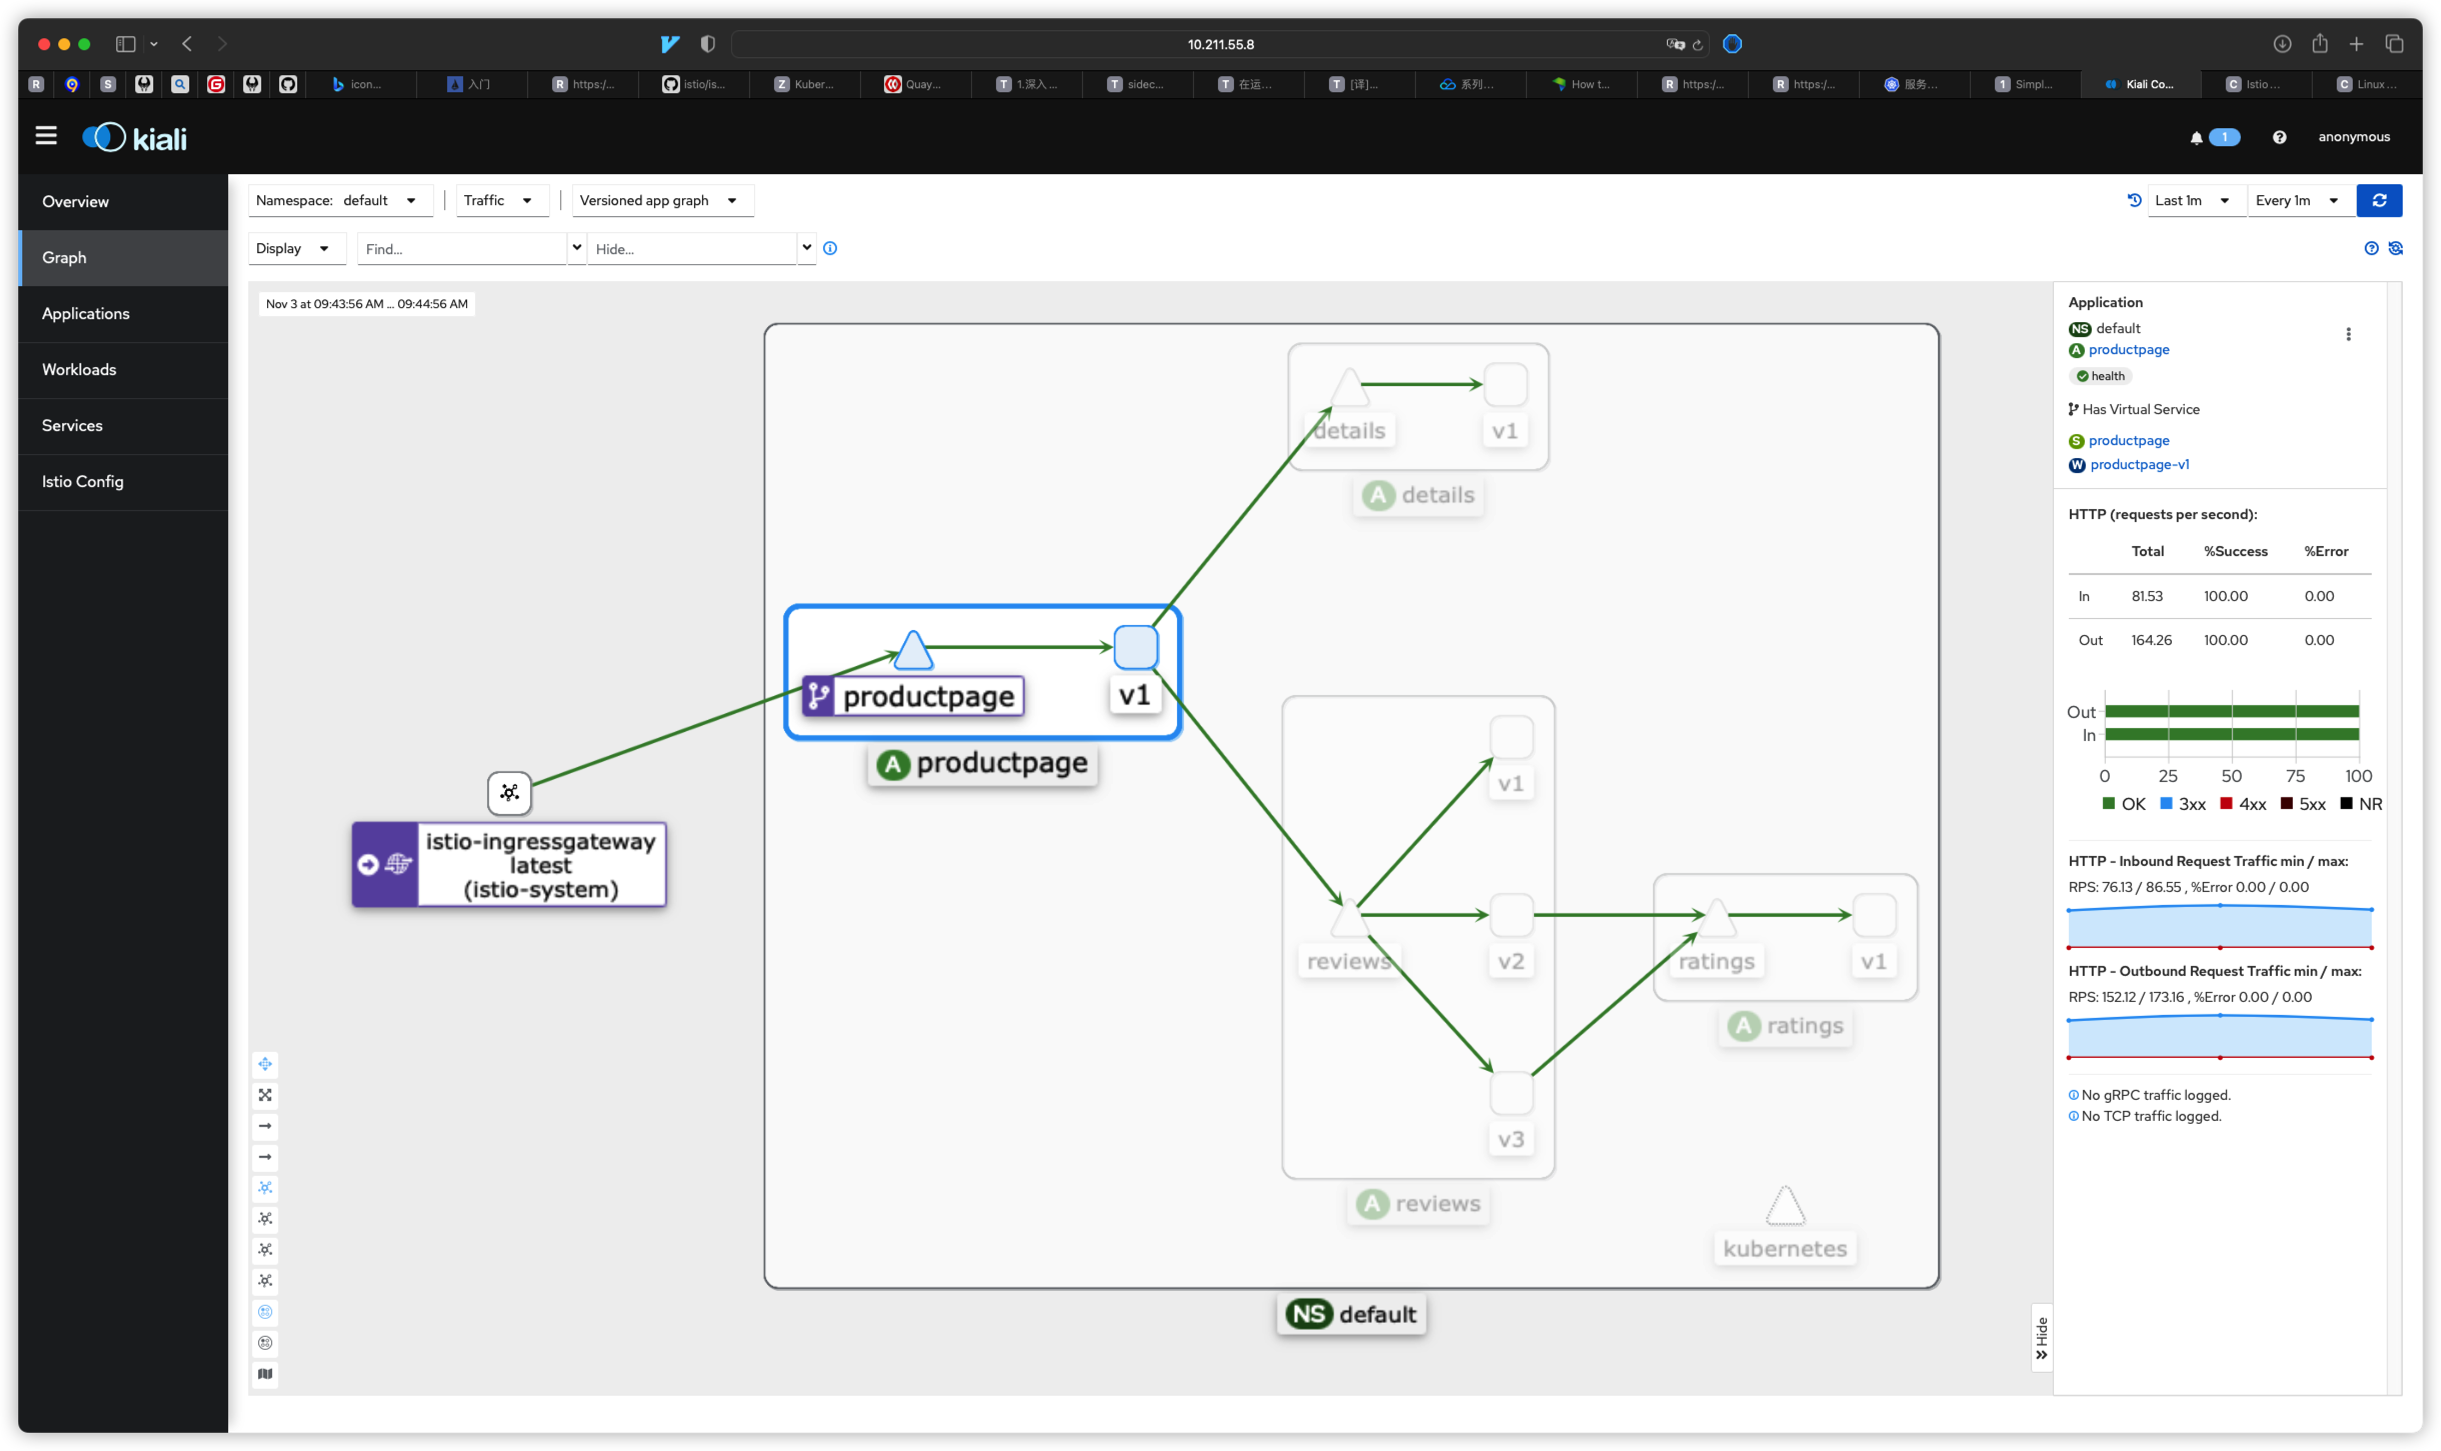 10.211.55.8
R
S
G
icon...
入门
R https:/...
istio/is...
Z Kuber...
Quay...
T 1.深入...
T sidec...
T 在运...
T [译]...
系列...
How t...
R https:/...
R https:/...
服务...
1 Simpl...
Kiali Co...
C Istio...
C Linux...
kiali
1
anonymous
Overview
Graph
Applications
Workloads
Services
Istio Config
Namespace: default
Traffic
Versioned app graph
Last 1m
Every 1m
Display
Find...
Hide...
Nov 3 at 09:43:56 AM ... 09:44:56 AM
details
v1
A details
productpage
v1
A productpage
istio-ingressgateway
latest
(istio-system)
v1
reviews
v2
v3
A reviews
ratings
v1
A ratings
kubernetes
NS default
Hide
Application
NS default
A productpage
health
Has Virtual Service
S productpage
W productpage-v1
HTTP (requests per second):
Total %Success %Error
In 81.53 100.00 0.00
Out 164.26 100.00 0.00
Out
In
0 25 50 75 100
OK 3xx 4xx 5xx NR
HTTP - Inbound Request Traffic min / max:
RPS: 76.13 / 86.55 , %Error 0.00 / 0.00
HTTP - Outbound Request Traffic min / max:
RPS: 152.12 / 173.16 , %Error 0.00 / 0.00
No gRPC traffic logged.
No TCP traffic logged.